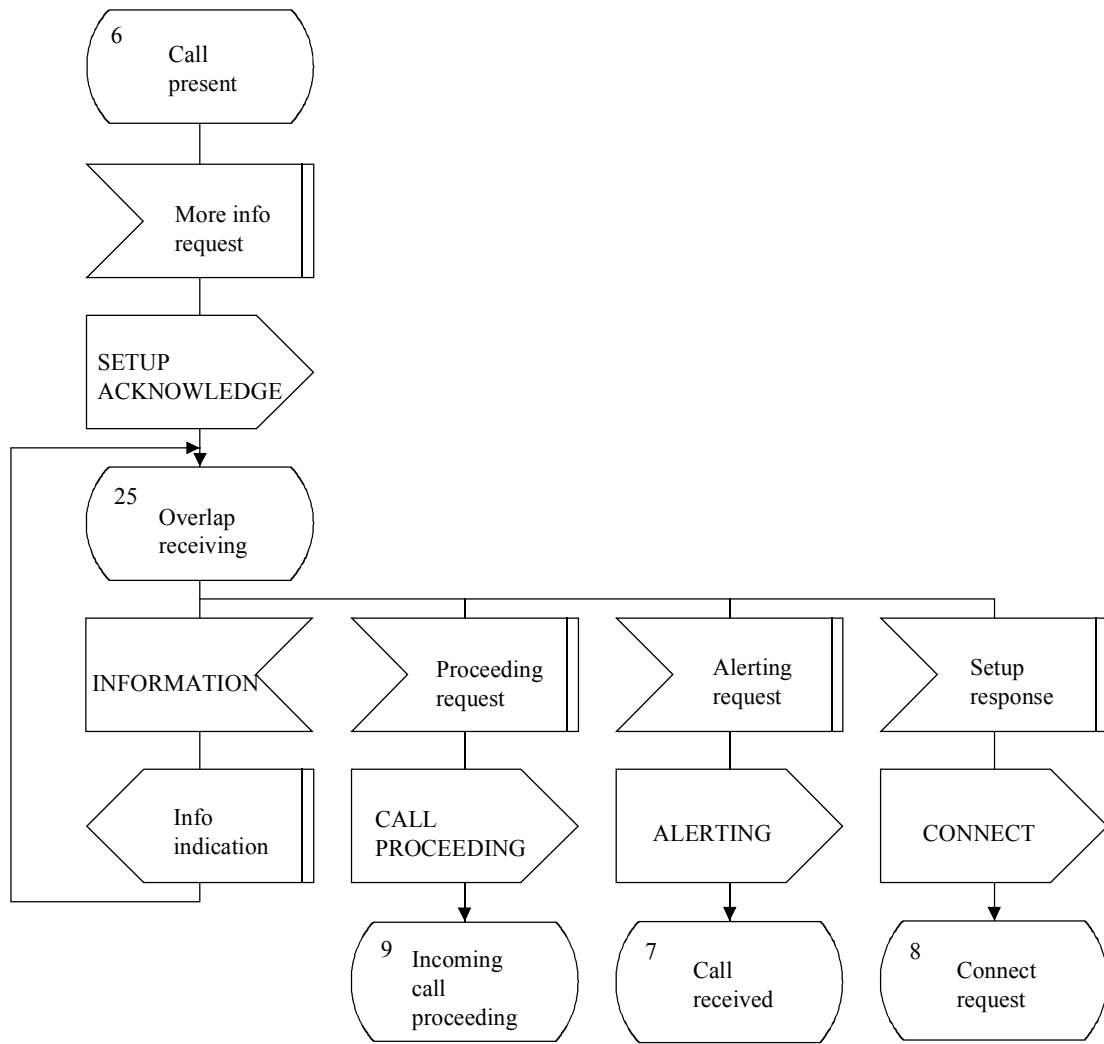 6
Call
present
More info
request
SETUP
ACKNOWLEDGE
25
Overlap
receiving
INFORMATION
Proceeding
request
Alerting
request
Setup
response
Info
indication
CALL
PROCEEDING
ALERTING
CONNECT
9
Incoming
call
proceeding
7
Call
received
8
Connect
request